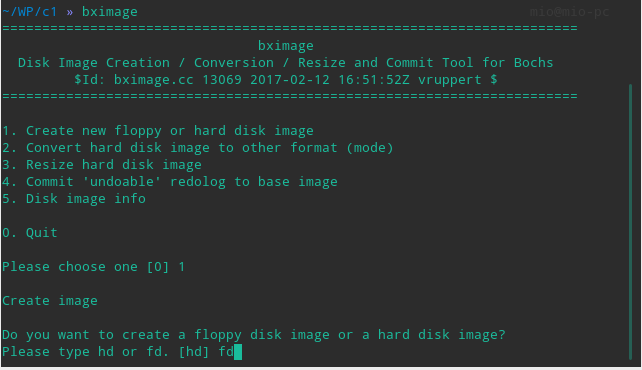 ~/WP/c1 » bximage mio@mio-pc
========================================================================
bximage
Disk Image Creation / Conversion / Resize and Commit Tool for Bochs
$Id: bximage.cc 13069 2017-02-12 16:51:52Z vruppert $
========================================================================
1. Create new floppy or hard disk image
2. Convert hard disk image to other format (mode)
3. Resize hard disk image
4. Commit 'undoable' redolog to base image
5. Disk image info
0. Quit
Please choose one [0] 1
Create image
Do you want to create a floppy disk image or a hard disk image?
Please type hd or fd. [hd] fd